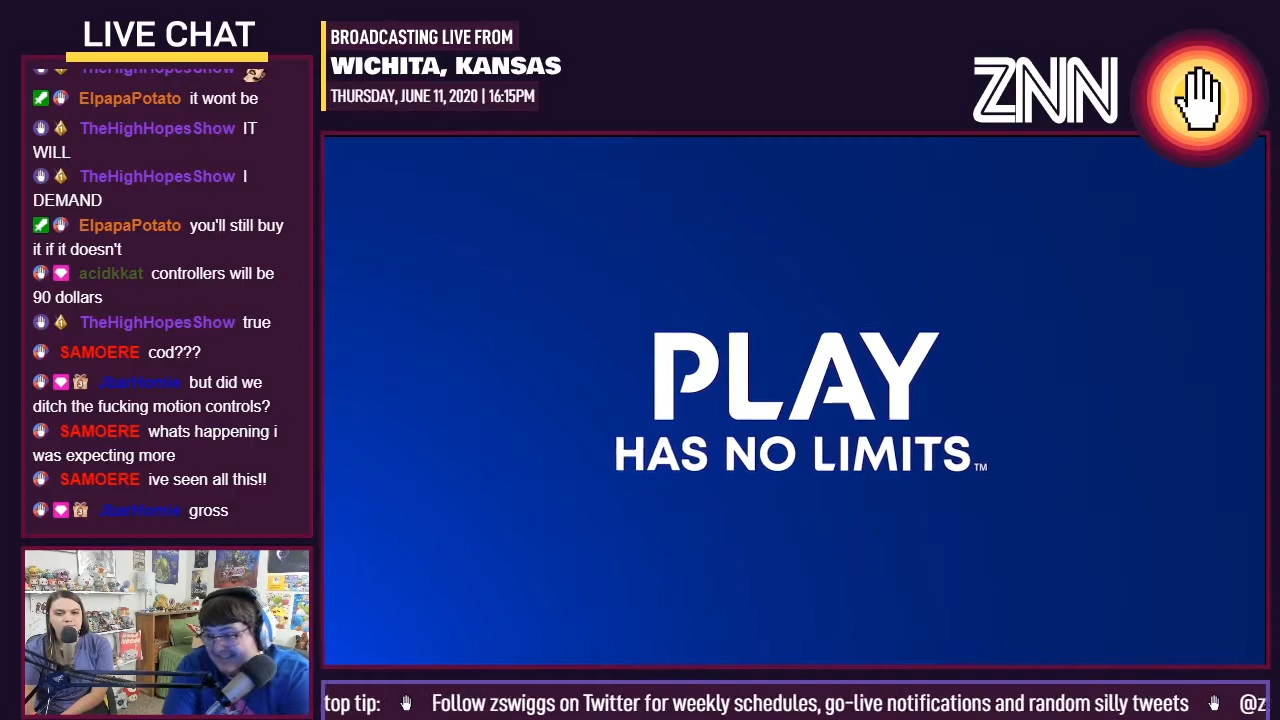 LIVE CHAT
TheHighHopesShow
ElpapaPotato it wont be
TheHighHopesShow IT
WILL
TheHighHopesShow I
DEMAND
ElpapaPotato you'll still buy
it if it doesn't
acidkkat controllers will be
90 dollars
TheHighHopesShow true
SAMOERE cod???
but did we
ditch the fucking motion controls?
SAMOERE whats happening i
was expecting more
SAMOERE ive seen all this!!
gross
BROADCASTING LIVE FROM
WICHITA, KANSAS
THURSDAY, JUNE 11, 2020 | 16:15PM
ZNN
PLAY
HAS NO LIMITS™
top tip: Follow zswiggs on Twitter for weekly schedules, go-live notifications and random silly tweets @z